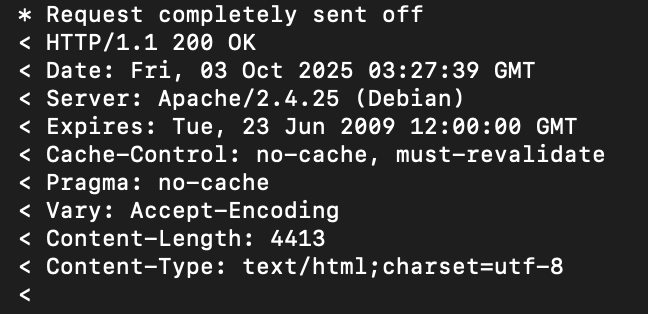 * Request completely sent off
< HTTP/1.1 200 OK
< Date: Fri, 03 Oct 2025 03:27:39 GMT
< Server: Apache/2.4.25 (Debian)
< Expires: Tue, 23 Jun 2009 12:00:00 GMT
< Cache-Control: no-cache, must-revalidate
< Pragma: no-cache
< Vary: Accept-Encoding
< Content-Length: 4413
< Content-Type: text/html;charset=utf-8
<